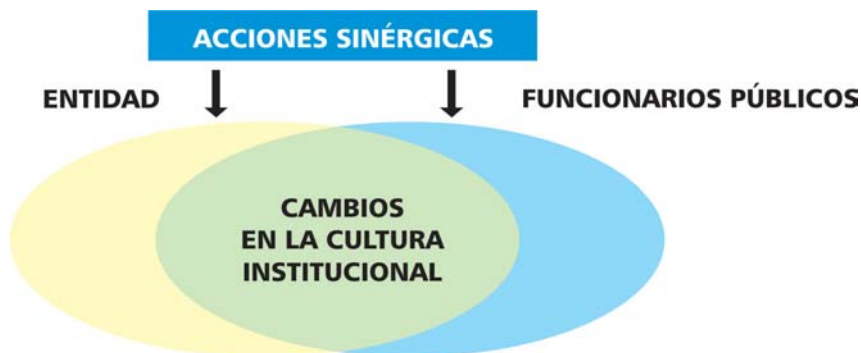 ACCIONES SINÉRGICAS
ENTIDAD
FUNCIONARIOS PÚBLICOS
CAMBIOS
EN LA CULTURA
INSTITUCIONAL